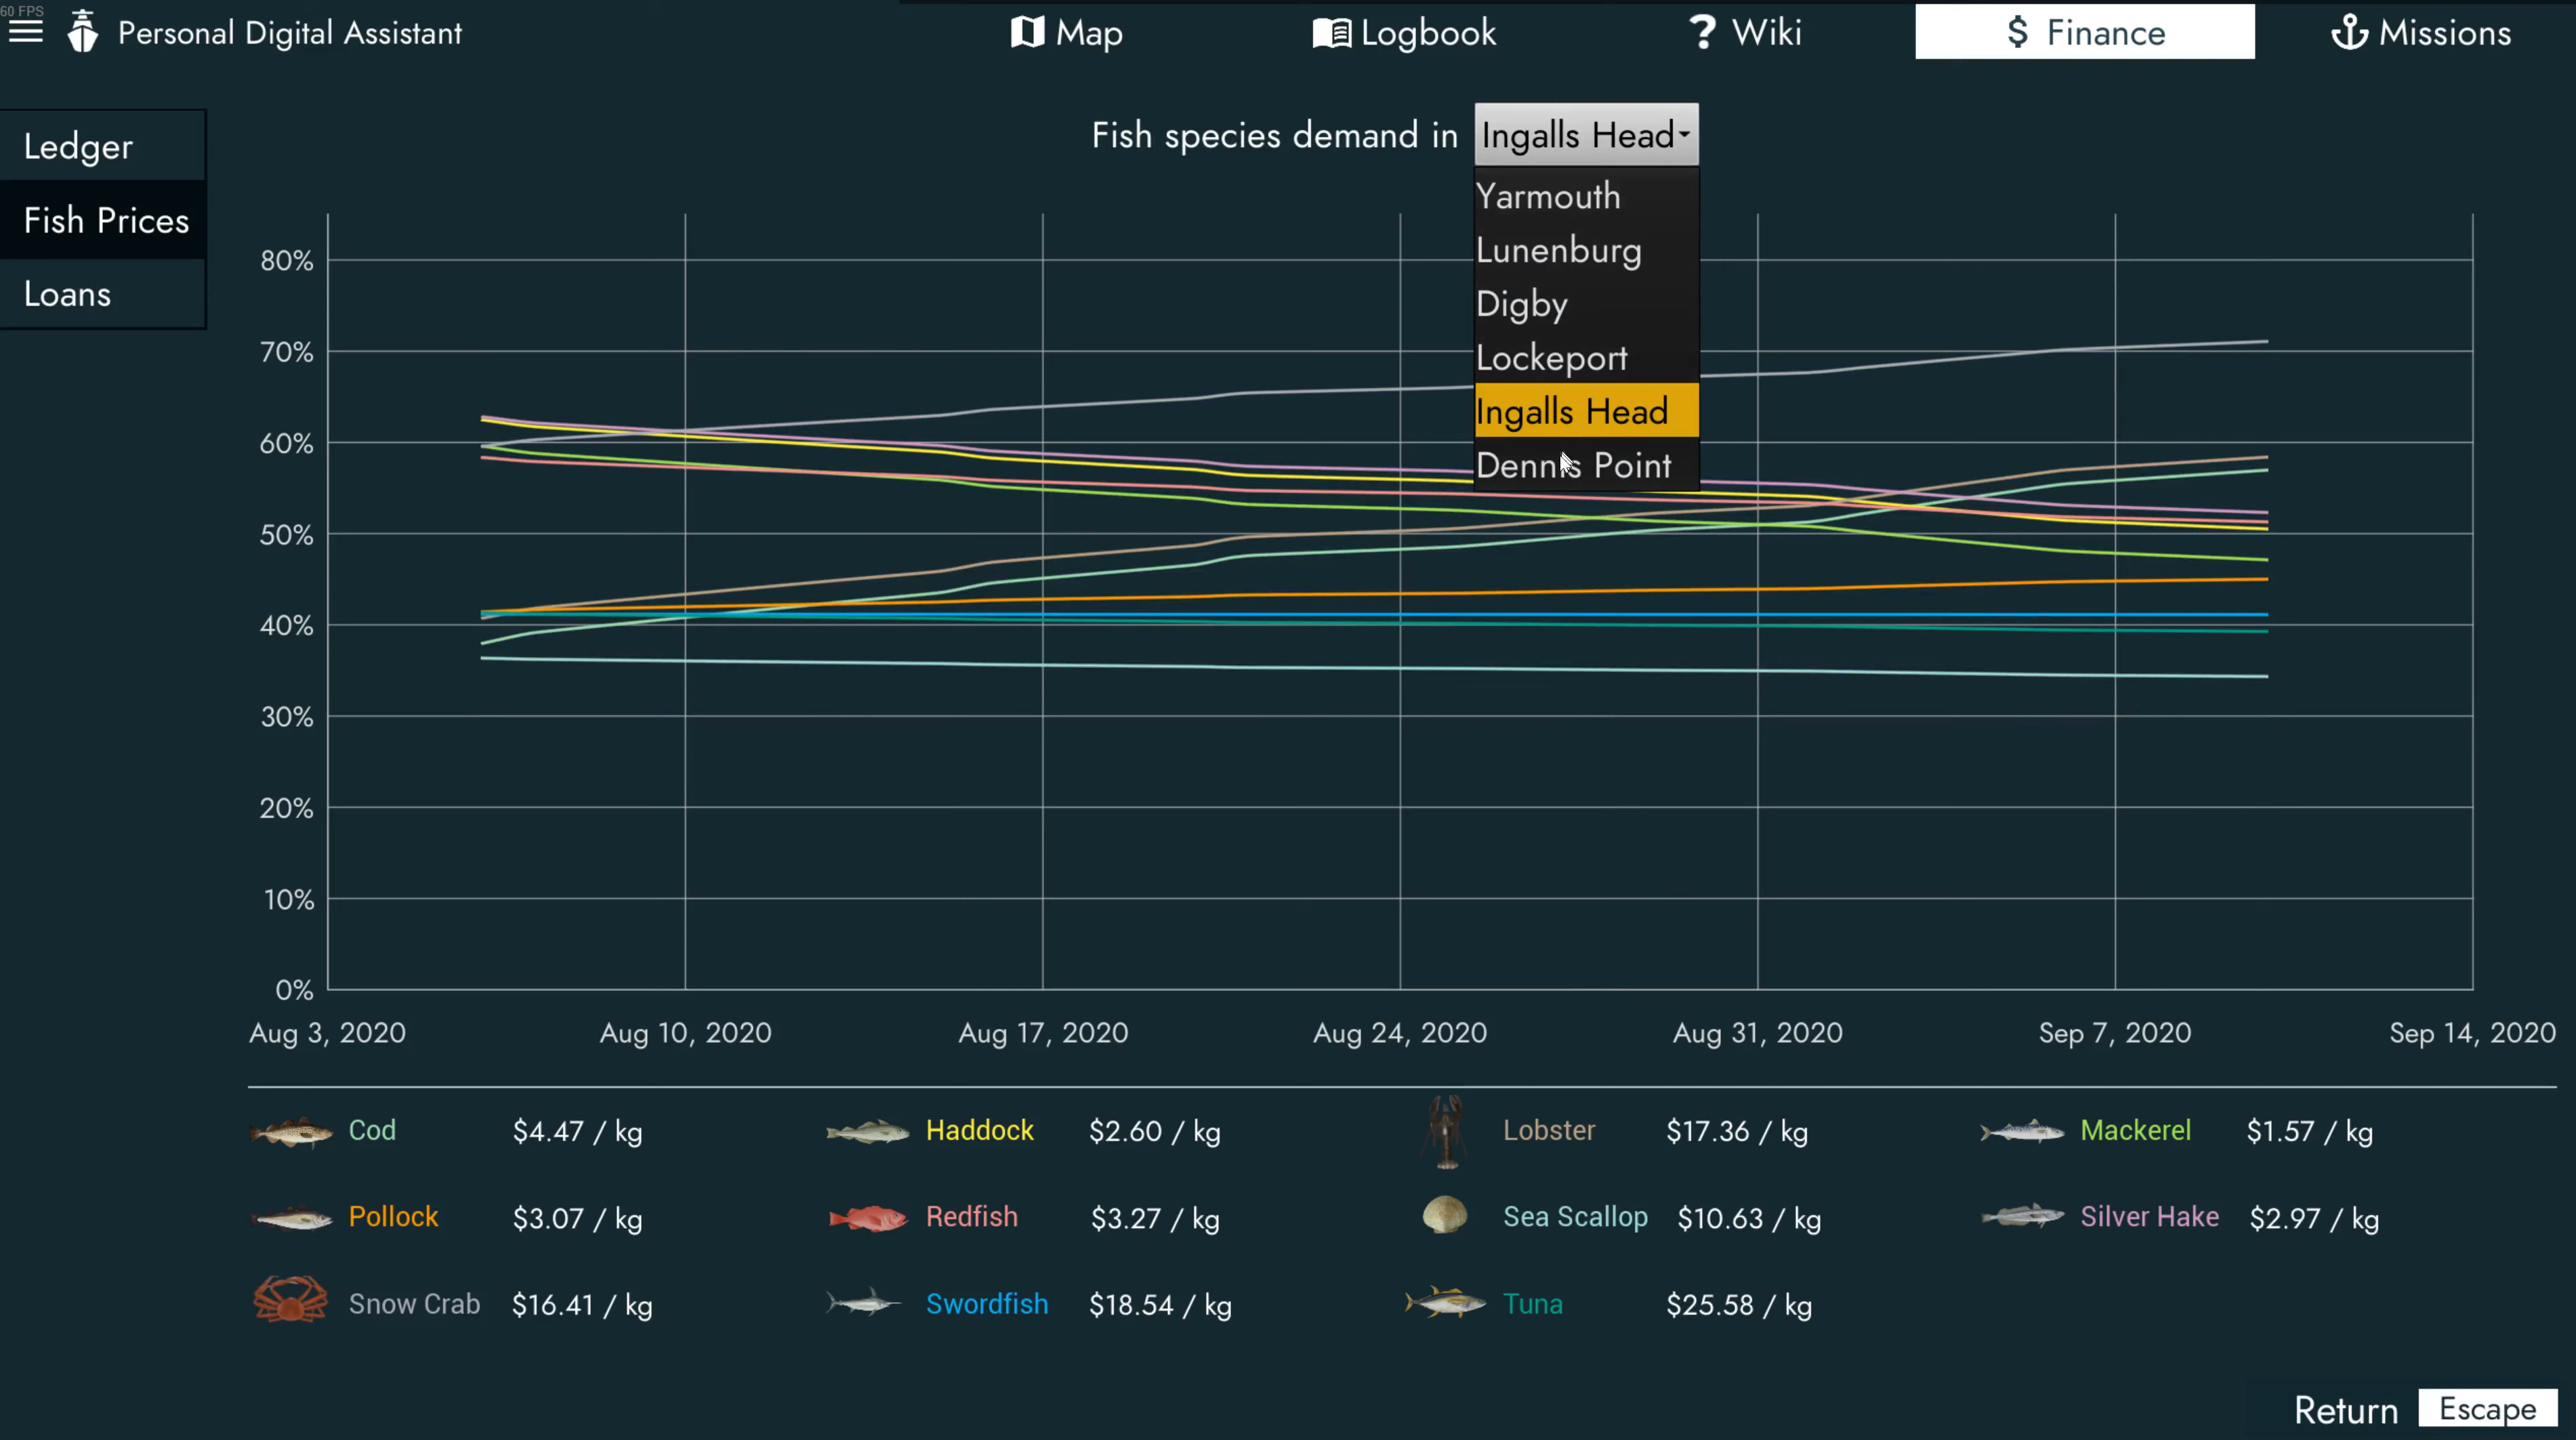 60 FPS
Personal Digital Assistant
Map
Logbook
? Wiki
$ Finance
Missions
Ledger
Fish Prices
Loans
Fish species demand in Ingalls Head
Yarmouth
Lunenburg
Digby
Lockeport
Ingalls Head
Dennis Point
80%
70%
60%
50%
40%
30%
20%
10%
0%
Aug 3, 2020 Aug 10, 2020 Aug 17, 2020 Aug 24, 2020 Aug 31, 2020 Sep 7, 2020 Sep 14, 2020
Cod $4.47 / kg Haddock $2.60 / kg Lobster $17.36 / kg Mackerel $1.57 / kg
Pollock $3.07 / kg Redfish $3.27 / kg Sea Scallop $10.63 / kg Silver Hake $2.97 / kg
Snow Crab $16.41 / kg Swordfish $18.54 / kg Tuna $25.58 / kg
Return Escape